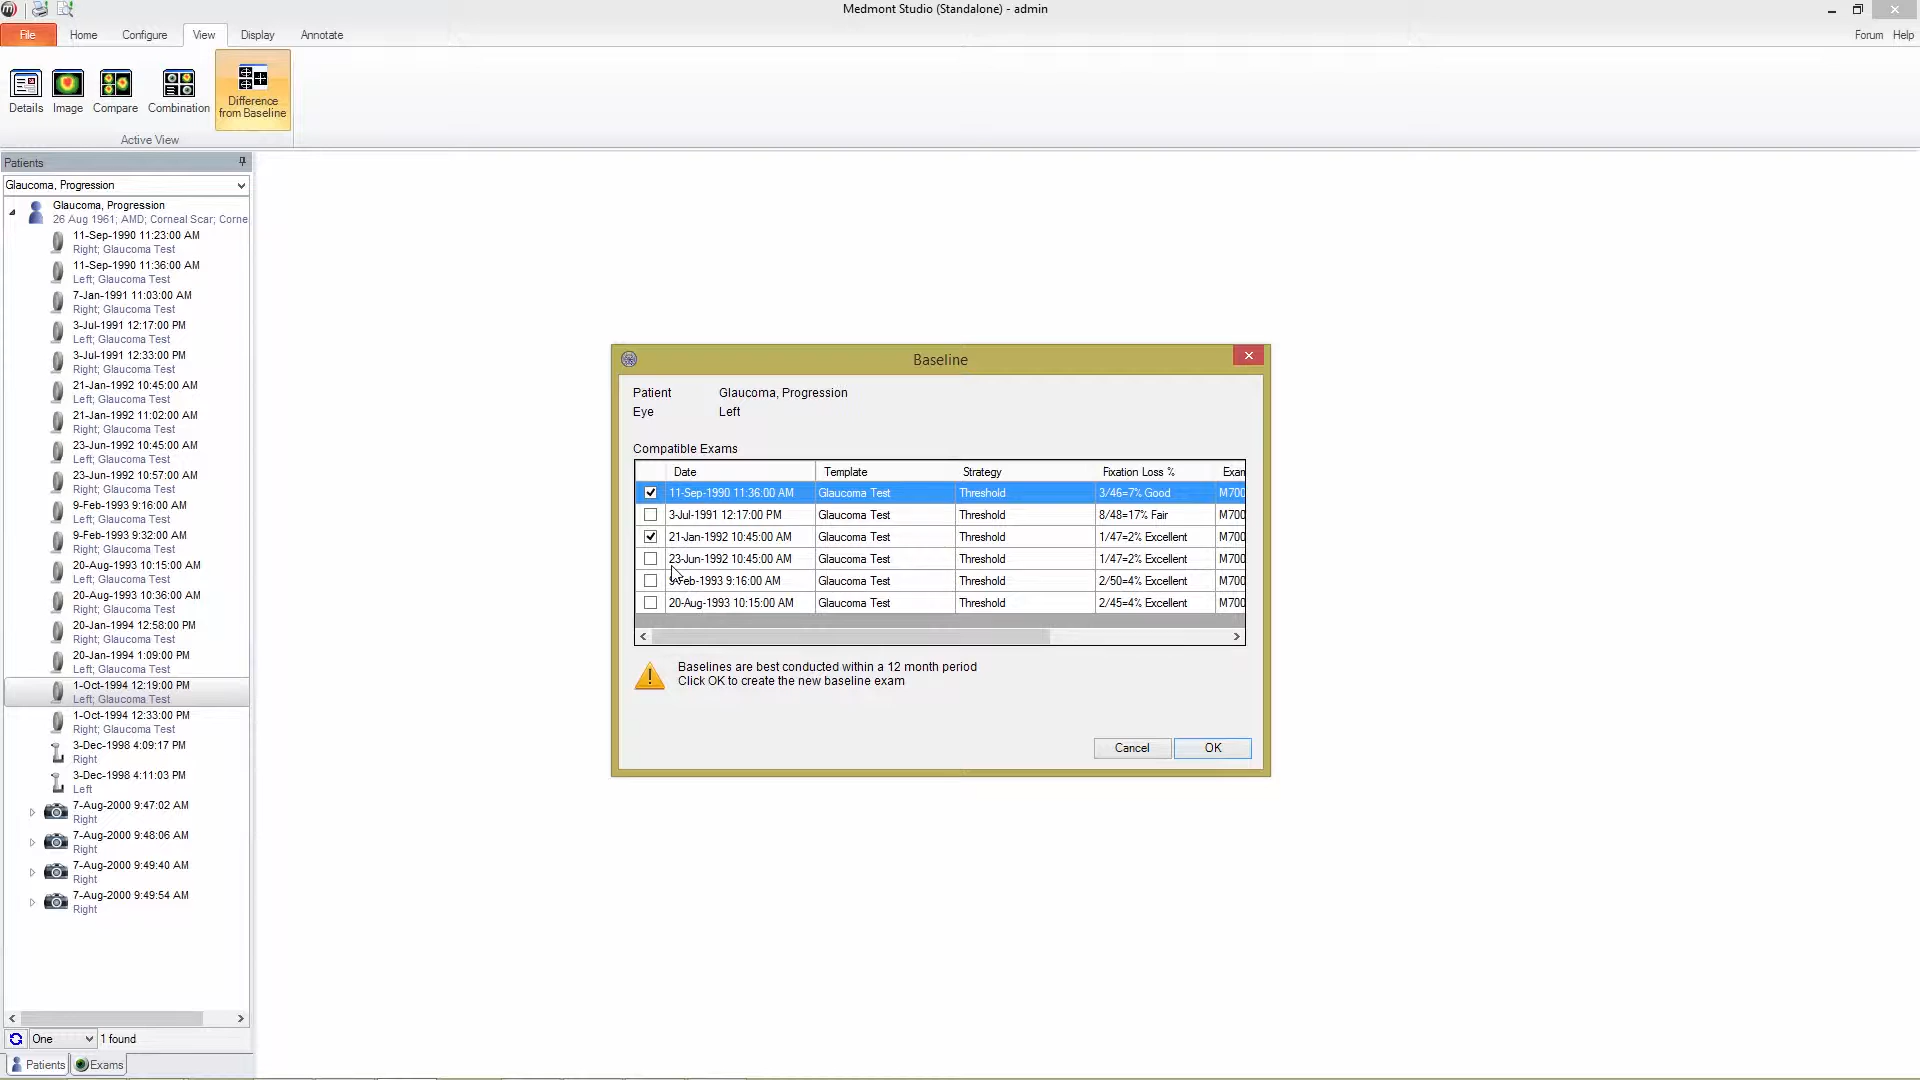 Medmont Studio (Standalone) - admin
File Home Configure View Display Annotate Forum Help
Details Image Compare Combination Difference from Baseline
Active View
Patients
Glaucoma, Progression
Glaucoma, Progression
26 Aug 1961; AMD; Corneal Scar; Corne
11-Sep-1990 11:23:00 AM
Right; Glaucoma Test
11-Sep-1990 11:36:00 AM
Left; Glaucoma Test
7-Jan-1991 11:03:00 AM
Right; Glaucoma Test
3-Jul-1991 12:17:00 PM
Left; Glaucoma Test
3-Jul-1991 12:33:00 PM
Right; Glaucoma Test
21-Jan-1992 10:45:00 AM
Left; Glaucoma Test
21-Jan-1992 11:02:00 AM
Right; Glaucoma Test
23-Jun-1992 10:45:00 AM
Left; Glaucoma Test
23-Jun-1992 10:57:00 AM
Right; Glaucoma Test
9-Feb-1993 9:16:00 AM
Left; Glaucoma Test
9-Feb-1993 9:32:00 AM
Right; Glaucoma Test
20-Aug-1993 10:15:00 AM
Left; Glaucoma Test
20-Aug-1993 10:36:00 AM
Right; Glaucoma Test
20-Jan-1994 12:58:00 PM
Right; Glaucoma Test
20-Jan-1994 1:09:00 PM
Left; Glaucoma Test
1-Oct-1994 12:19:00 PM
Left; Glaucoma Test
1-Oct-1994 12:33:00 PM
Right; Glaucoma Test
3-Dec-1998 4:09:17 PM
Right
3-Dec-1998 4:11:03 PM
Left
7-Aug-2000 9:47:02 AM
Right
7-Aug-2000 9:48:06 AM
Right
7-Aug-2000 9:49:40 AM
Right
7-Aug-2000 9:49:54 AM
Right
One 1 found
Patients Exams
Baseline
Patient Glaucoma, Progression
Eye Left
Compatible Exams
Date Template Strategy Fixation Loss % Exam
11-Sep-1990 11:36:00 AM Glaucoma Test Threshold 3/46=7% Good M700
3-Jul-1991 12:17:00 PM Glaucoma Test Threshold 8/48=17% Fair M700
21-Jan-1992 10:45:00 AM Glaucoma Test Threshold 1/47=2% Excellent M700
23-Jun-1992 10:45:00 AM Glaucoma Test Threshold 1/47=2% Excellent M700
9-Feb-1993 9:16:00 AM Glaucoma Test Threshold 2/50=4% Excellent M700
20-Aug-1993 10:15:00 AM Glaucoma Test Threshold 2/45=4% Excellent M700
Baselines are best conducted within a 12 month period
Click OK to create the new baseline exam
Cancel OK